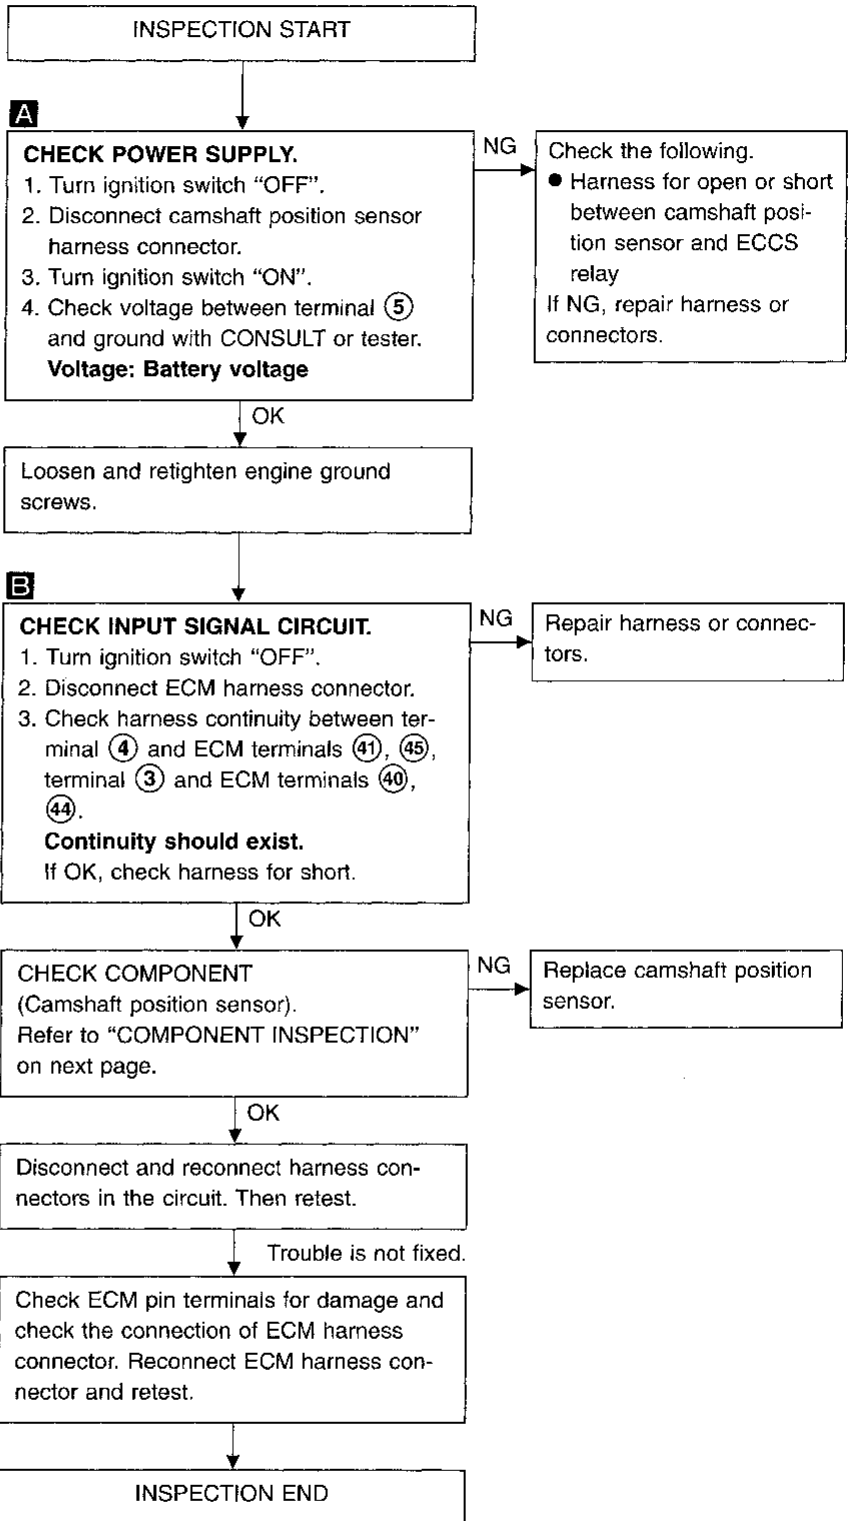 INSPECTION START
A
CHECK POWER SUPPLY.
1. Turn ignition switch “OFF”.
2. Disconnect camshaft position sensor
harness connector.
3. Turn ignition switch “ON”.
4. Check voltage between terminal ⑤
and ground with CONSULT or tester.
Voltage: Battery voltage
NG
Check the following.
● Harness for open or short
between camshaft posi-
tion sensor and ECCS
relay
If NG, repair harness or
connectors.
OK
Loosen and retighten engine ground
screws.
B
CHECK INPUT SIGNAL CIRCUIT.
1. Turn ignition switch “OFF”.
2. Disconnect ECM harness connector.
3. Check harness continuity between ter-
minal ④ and ECM terminals ㊶, ㊺,
terminal ③ and ECM terminals ㊵,
㊹.
Continuity should exist.
If OK, check harness for short.
NG
Repair harness or connec-
tors.
OK
CHECK COMPONENT
(Camshaft position sensor).
Refer to “COMPONENT INSPECTION”
on next page.
NG
Replace camshaft position
sensor.
OK
Disconnect and reconnect harness con-
nectors in the circuit. Then retest.
Trouble is not fixed.
Check ECM pin terminals for damage and
check the connection of ECM harness
connector. Reconnect ECM harness con-
nector and retest.
INSPECTION END